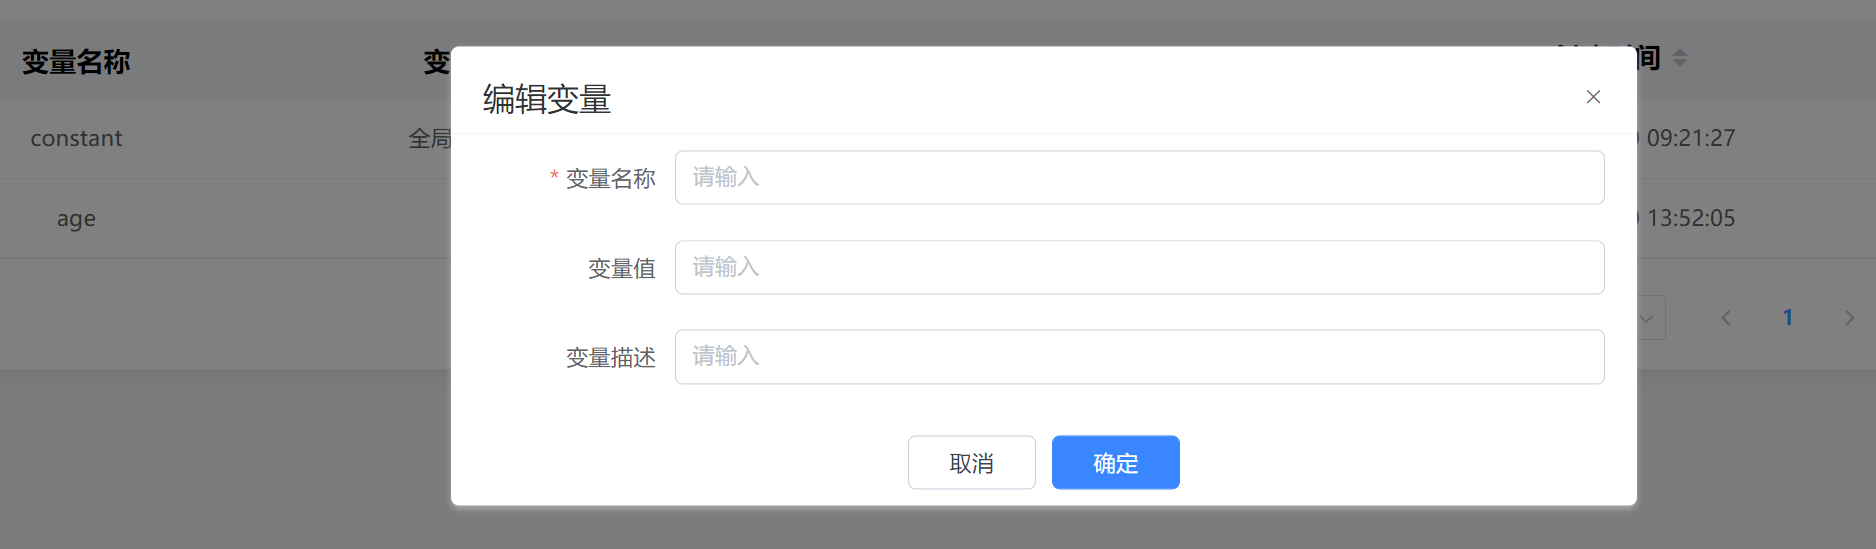 变量名称 变 间
编辑变量
constant 全局 09:21:27
* 变量名称 请输入
age 13:52:05
变量值 请输入
1
变量描述 请输入
取消 确定